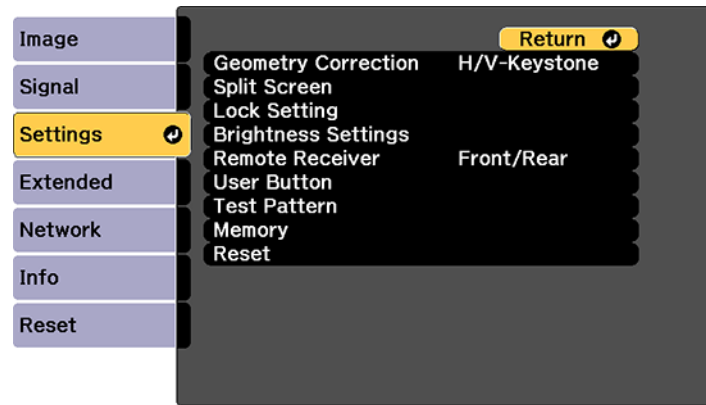 Image
Signal
Settings
Extended
Network
Info
Reset
Return
Geometry Correction H/V-Keystone
Split Screen
Lock Setting
Brightness Settings
Remote Receiver Front/Rear
User Button
Test Pattern
Memory
Reset